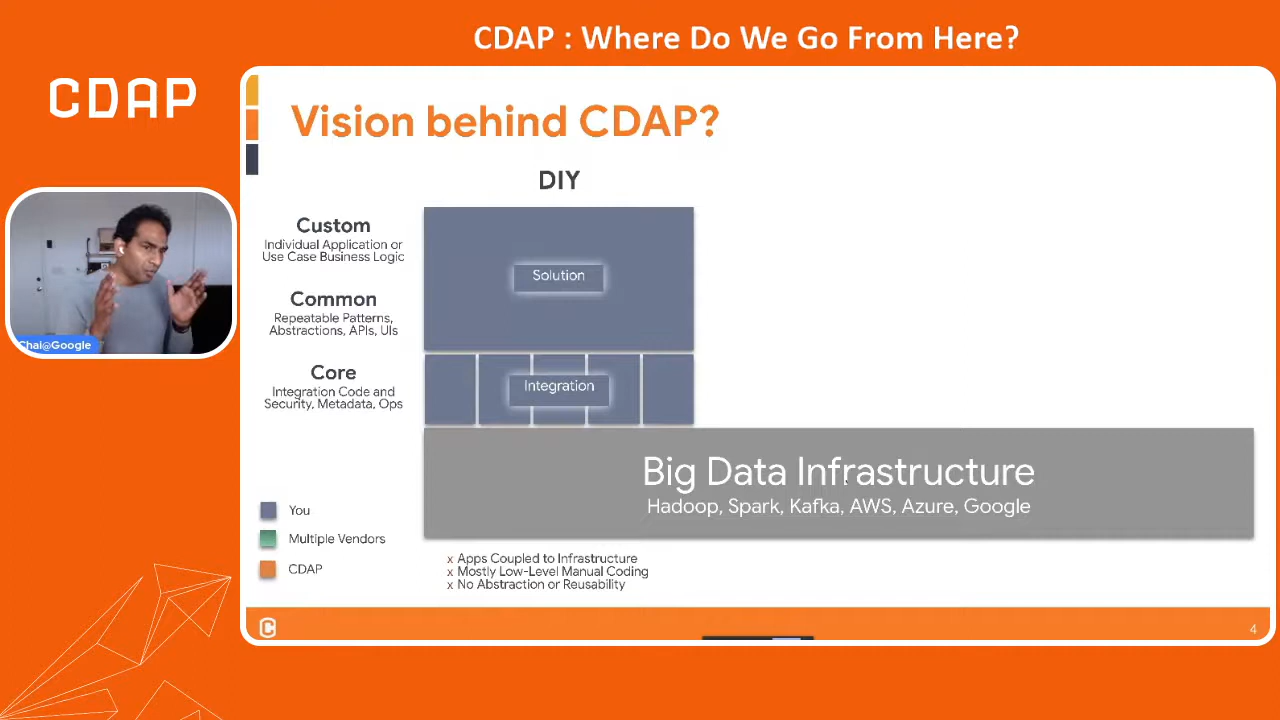 CDAP : Where Do We Go From Here?
CDAP
Vision behind CDAP?
DIY
Custom
Individual Application or
Use Case Business Logic
Solution
Common
Repeatable Patterns,
Abstractions, APIs, UIs
Core
Integration Code and
Security, Metadata, Ops
Integration
Big Data Infrastructure
Hadoop, Spark, Kafka, AWS, Azure, Google
You
Multiple Vendors
CDAP
x Apps Coupled to Infrastructure
x Mostly Low-Level Manual Coding
x No Abstraction or Reusability
Chai@Google
C
4